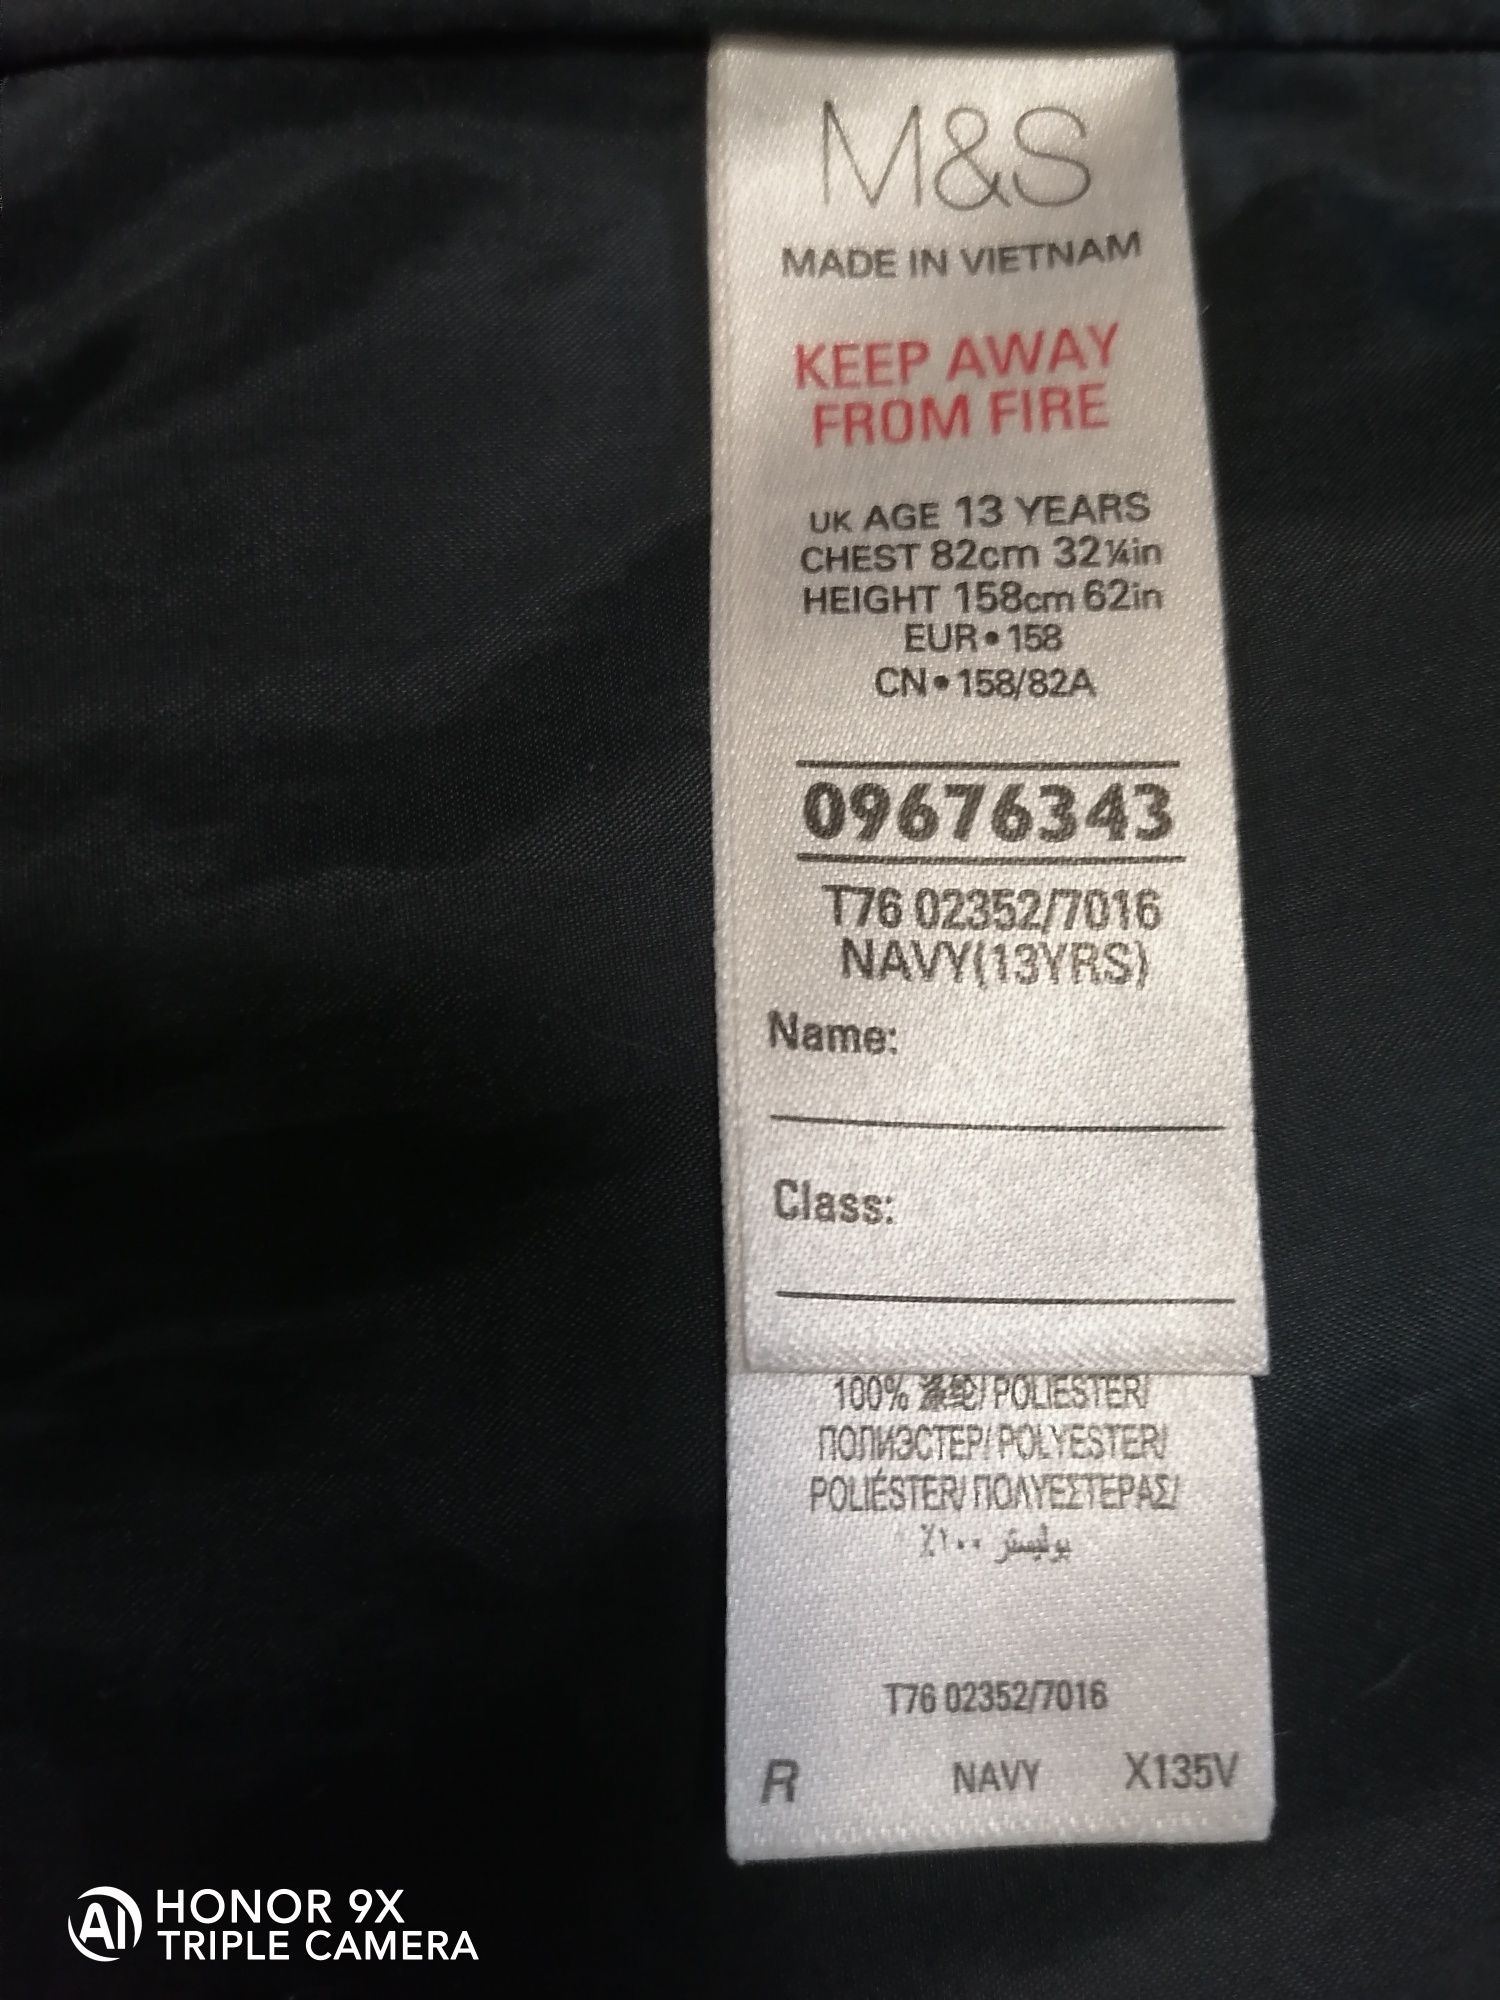 M&S
MADE IN VIETNAM
KEEP AWAY
FROM FIRE
UK AGE 13 YEARS
CHEST 82cm 32¼in
HEIGHT 158cm 62in
EUR•158
CN•158/82A
09676343
T76 02352/7016
NAVY(13YRS)
Name:
Class:
100% 涤纶/ POLIESTER/
ПОЛИЭСТЕР/ POLYESTER/
POLIÉSTER/ ΠΟΛΥΕΣΤΕΡΑΣ/
بوليستر ١٠٠٪
T76 02352/7016
R NAVY X135V
AI HONOR 9X
TRIPLE CAMERA